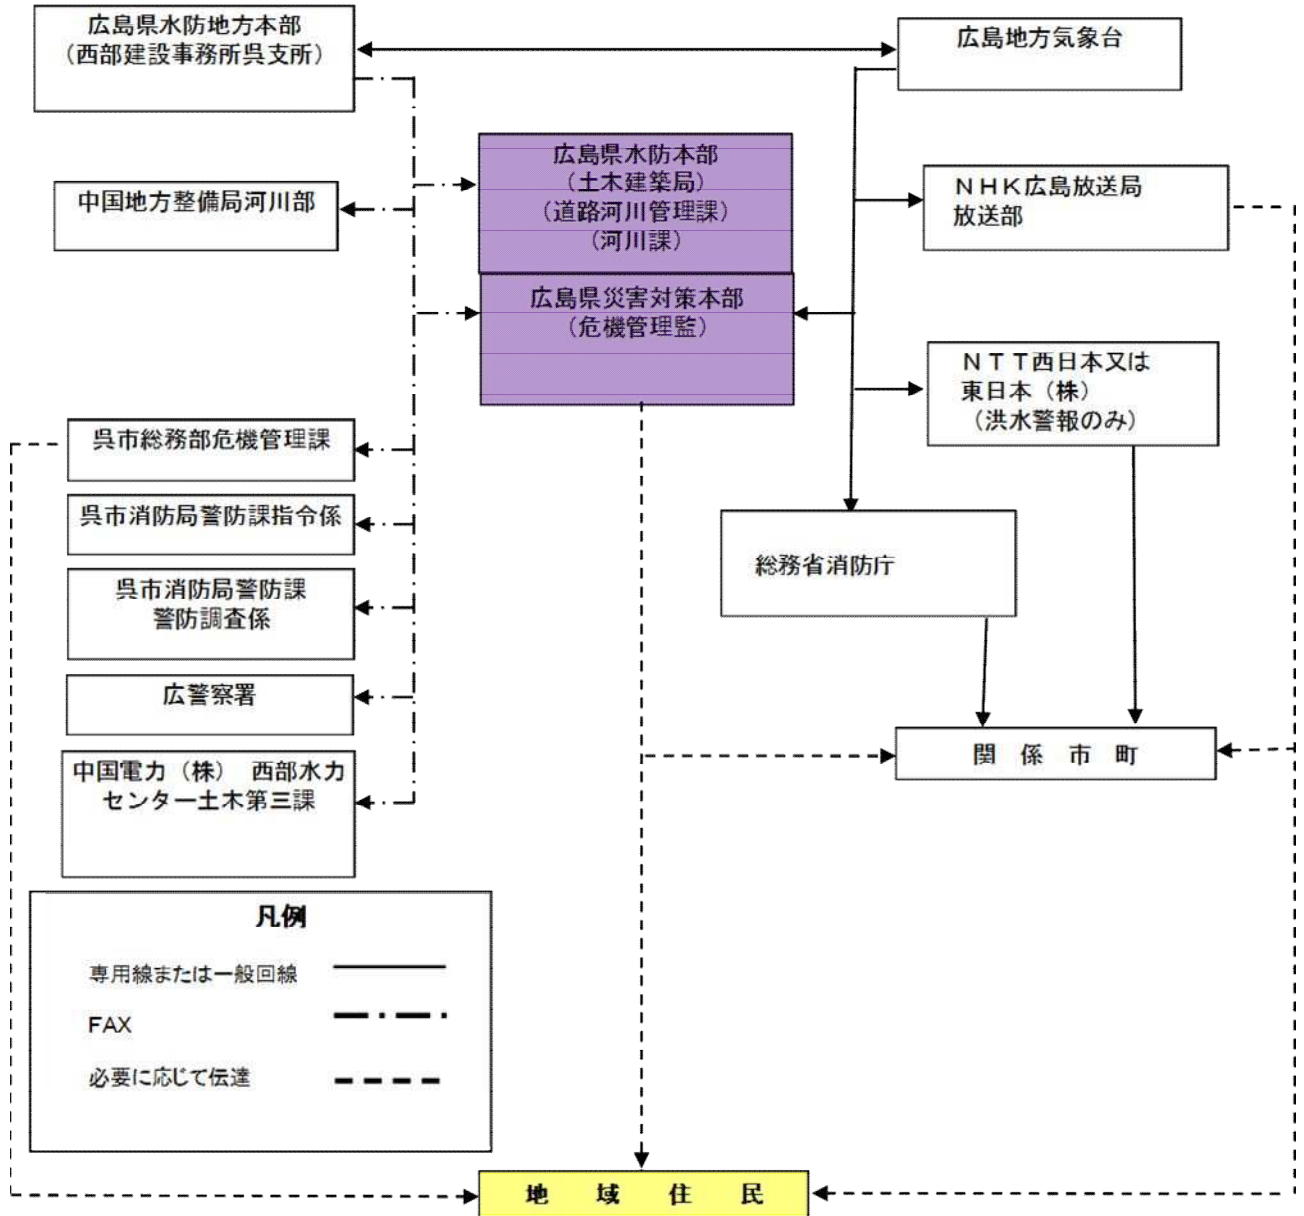 広島県水防地方本部
（西部建設事務所呉支所）
広島地方気象台
広島県水防本部
（土木建築局）
（道路河川管理課）
（河川課）
中国地方整備局河川部
ＮＨＫ広島放送局
放送部
広島県災害対策本部
（危機管理監）
ＮＴＴ西日本又は
東日本（株）
（洪水警報のみ）
呉市総務部危機管理課
呉市消防局警防課指令係
総務省消防庁
呉市消防局警防課
警防調査係
広警察署
関　係　市　町
中国電力（株）　西部水力
センター土木第三課
凡例
専用線または一般回線
FAX
必要に応じて伝達
地　域　住　民